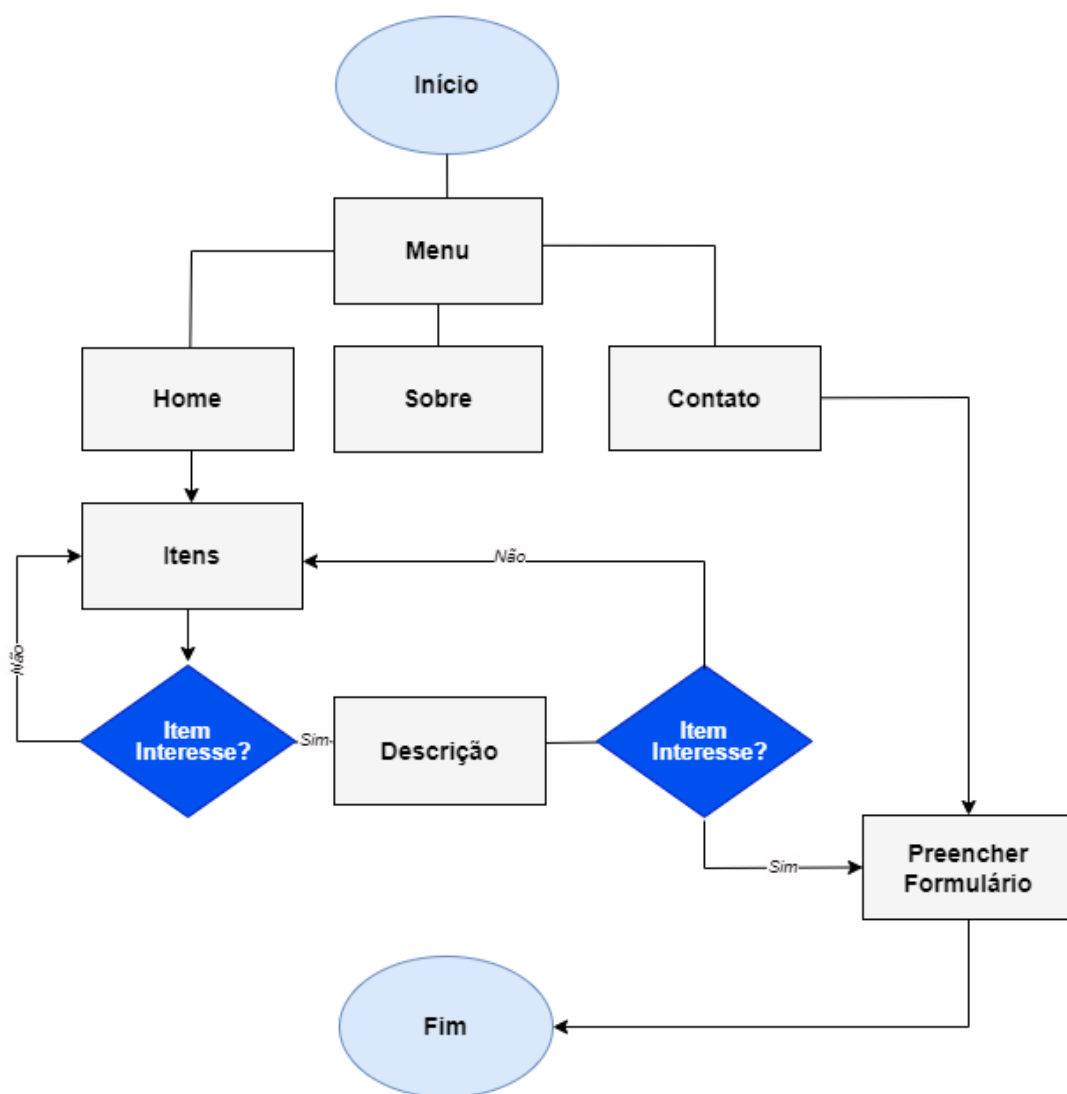 Início
Menu
Home
Sobre
Contato
Itens
Não
Não
Item
Interesse?
Sim
Descrição
Item
Interesse?
Sim
Preencher
Formulário
Fim